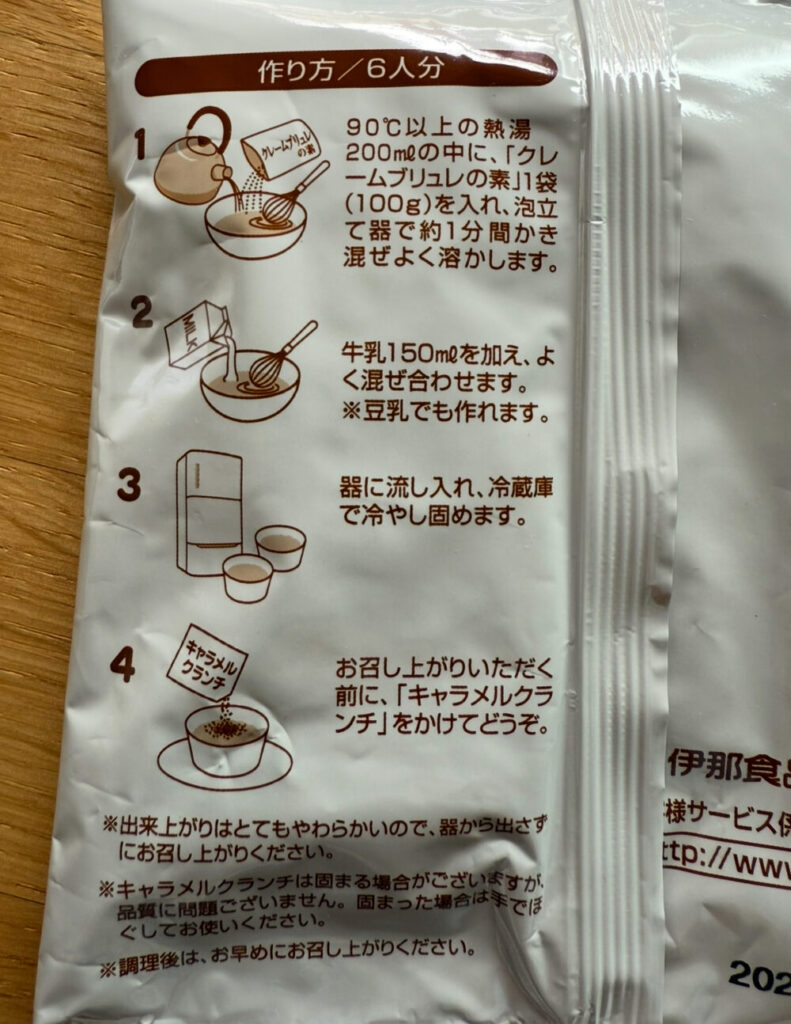 作り方／6人分
1
クレームブリュレ
の素
90℃以上の熱湯
200mlの中に、「クレ
ームブリュレの素」1袋
(100g)を入れ、泡立
て器で約1分間かき
混ぜよく溶かします。
2
MILK
牛乳150mlを加え、よ
く混ぜ合わせます。
※豆乳でも作れます。
3
器に流し入れ、冷蔵庫
で冷やし固めます。
4
キャラメル
クランチ
お召し上がりいただく
前に、「キャラメルクラ
ンチ」をかけてどうぞ。
※出来上がりはとてもやわらかいので、器から出さず
にお召し上がりください。
※キャラメルクランチは固まる場合がございますが、
品質に問題ございません。固まった場合は手でほ
ぐしてお使いください。
※調理後は、お早めにお召し上がりください。
伊那食品
様サービス係
ttp://www
202